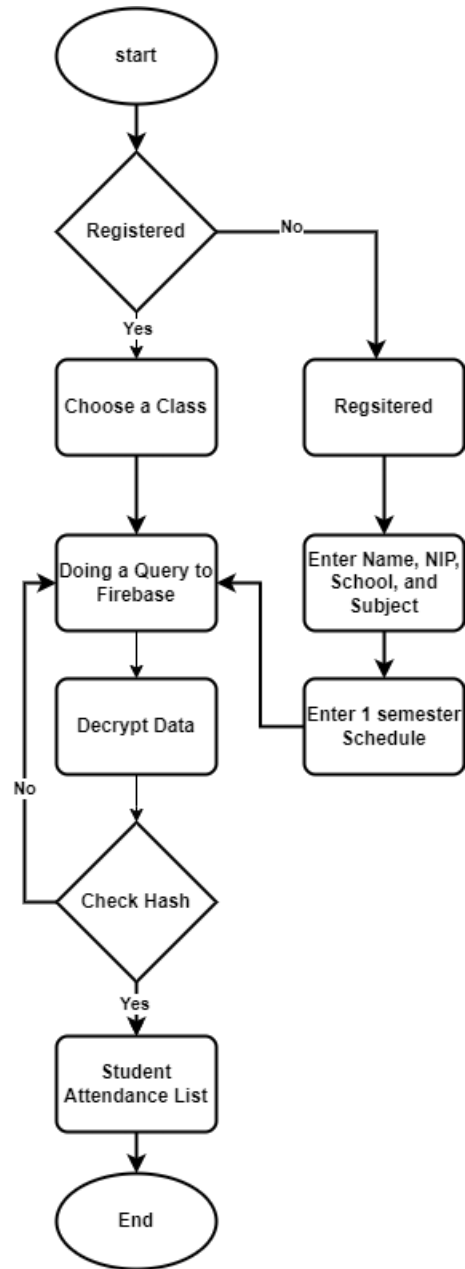 start
Registered
No
Yes
Choose a Class
Regsitered
Doing a Query to
Firebase
Enter Name, NIP,
School, and
Subject
Decrypt Data
Enter 1 semester
Schedule
No
Check Hash
Yes
Student
Attendance List
End